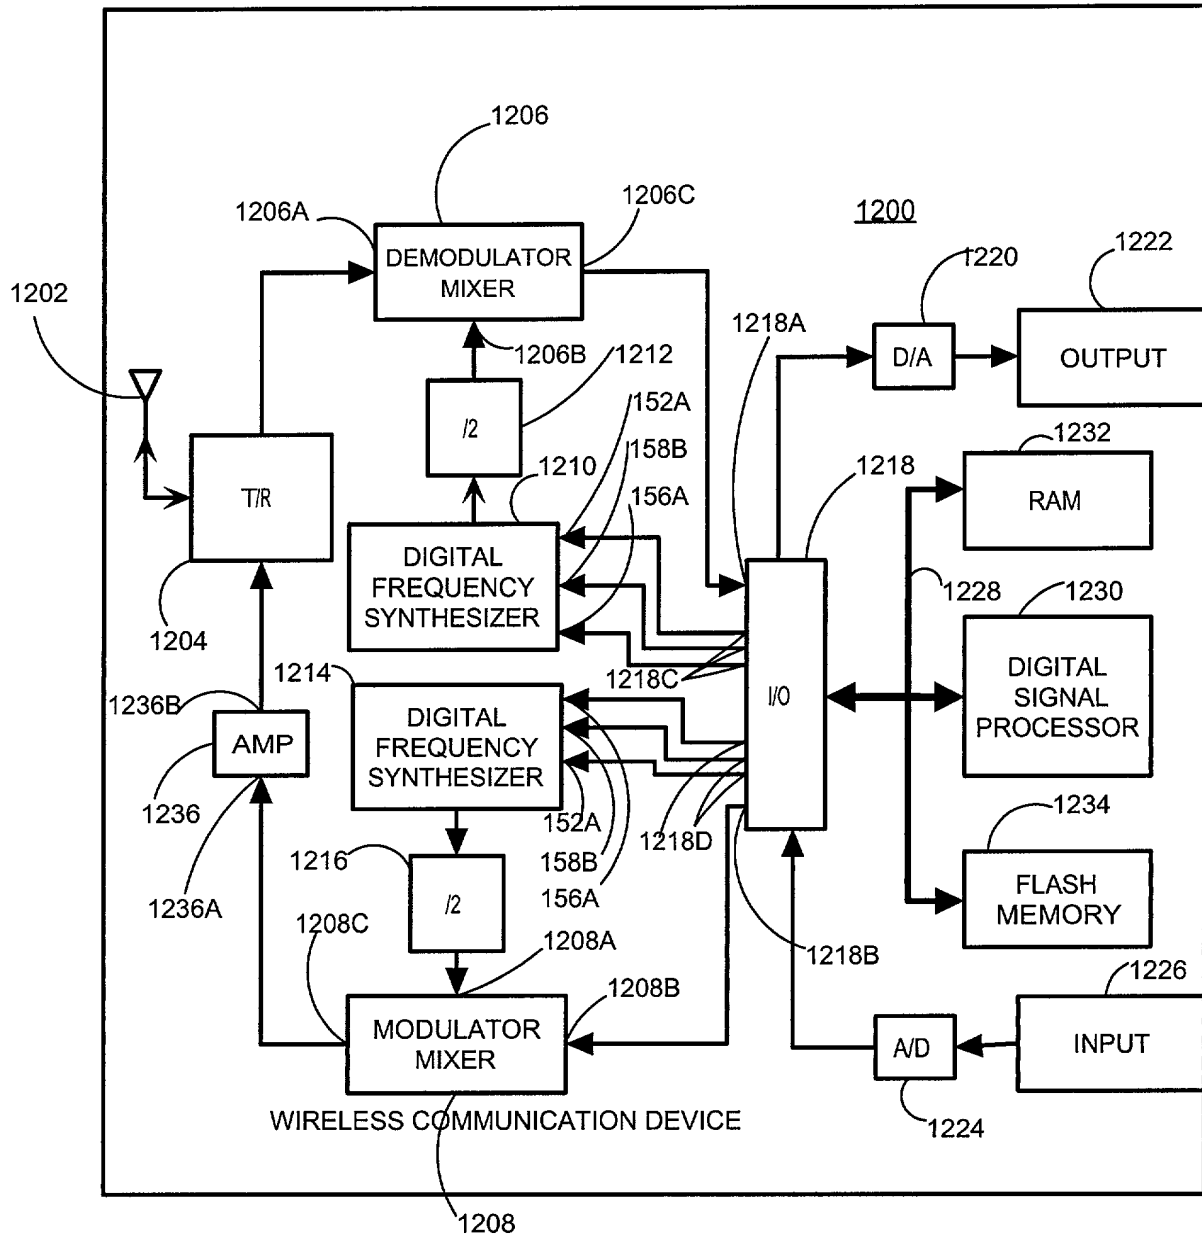 1206
1206A
1206C
1200
1220
1222
DEMODULATOR
MIXER
1202
1206B
1212
1218A
D/A
OUTPUT
/2
152A
158B
156A
1232
RAM
T/R
1210
1218
DIGITAL
FREQUENCY
SYNTHESIZER
1228
1230
1204
1214
1218C
I/O
DIGITAL
SIGNAL
PROCESSOR
1236B
AMP
DIGITAL
FREQUENCY
SYNTHESIZER
1236
152A
158B
156A
1218D
1234
1216
1236A
/2
FLASH
MEMORY
1208C
1208A
1218B
1226
1208B
MODULATOR
MIXER
A/D
INPUT
WIRELESS COMMUNICATION DEVICE
1224
1208